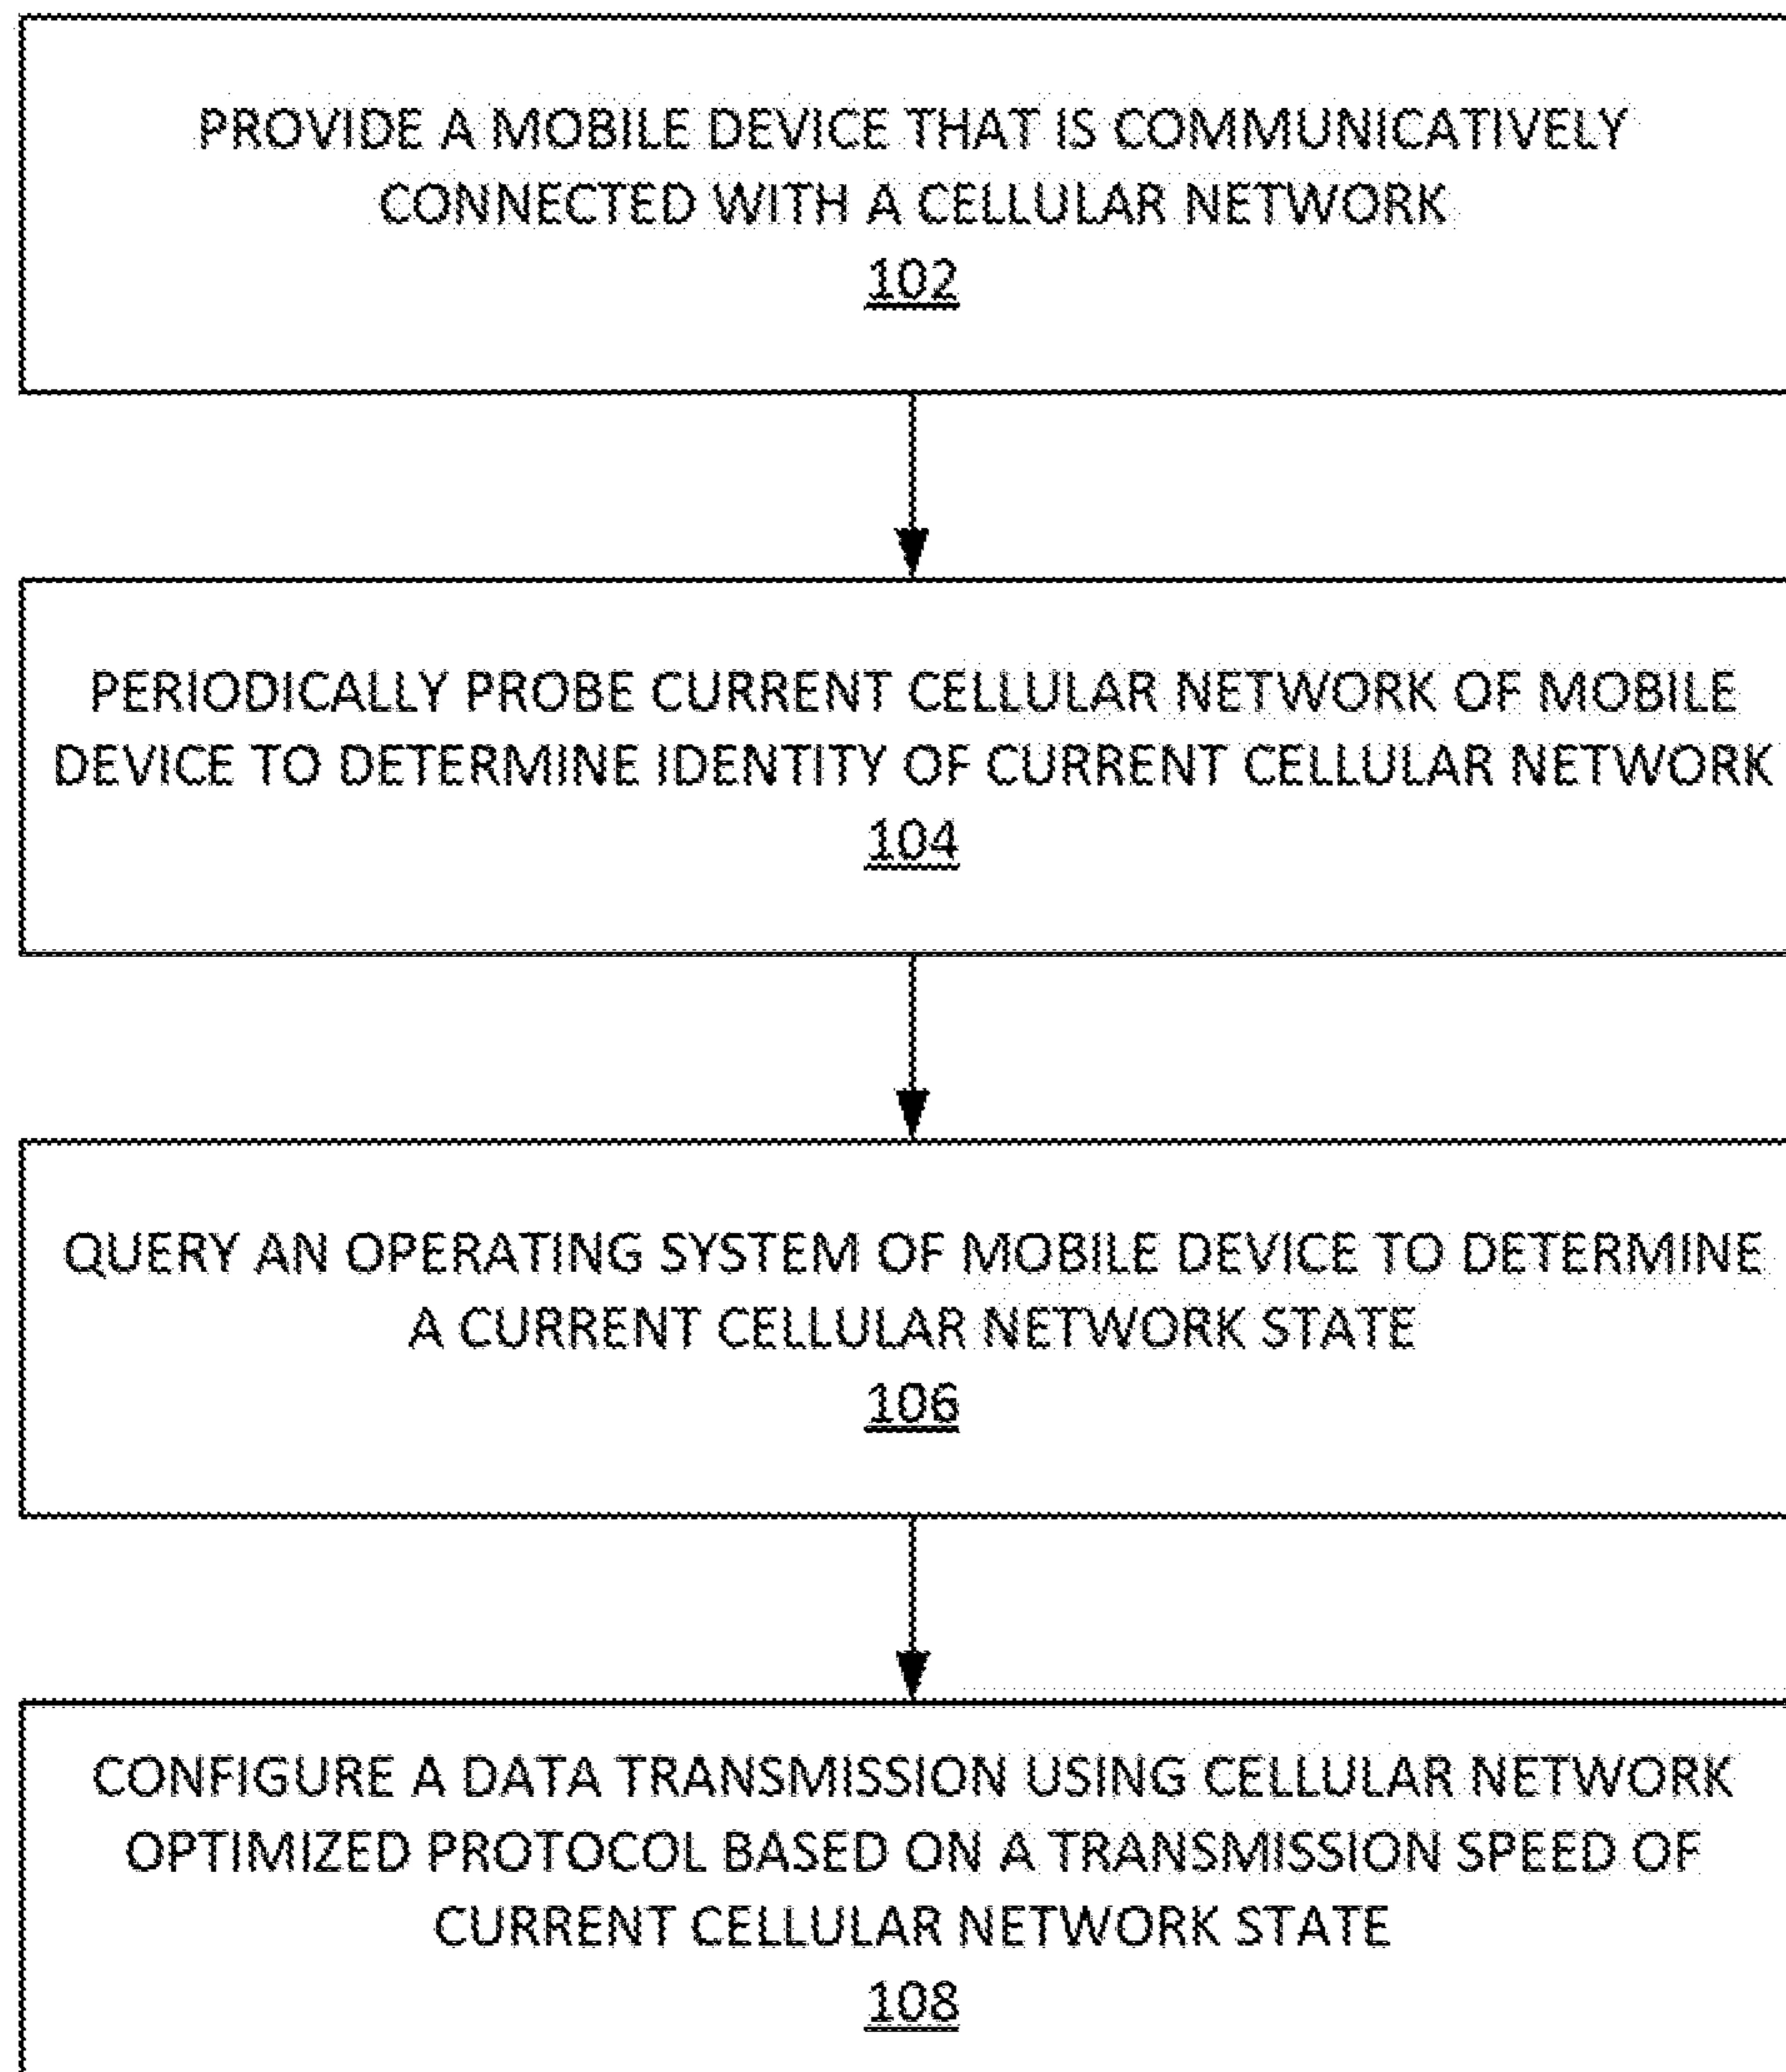 PROVIDE A MOBILE DEVICE THAT IS COMMUNICATIVELY
CONNECTED WITH A CELLULAR NETWORK
102
PERIODICALLY PROBE CURRENT CELLULAR NETWORK OF MOBILE
DEVICE TO DETERMINE IDENTITY OF CURRENT CELLULAR NETWORK
104
QUERY AN OPERATING SYSTEM OF MOBILE DEVICE TO DETERMINE
A CURRENT CELLULAR NETWORK STATE
106
CONFIGURE A DATA TRANSMISSION USING CELLULAR NETWORK
OPTIMIZED PROTOCOL BASED ON A TRANSMISSION SPEED OF
CURRENT CELLULAR NETWORK STATE
108